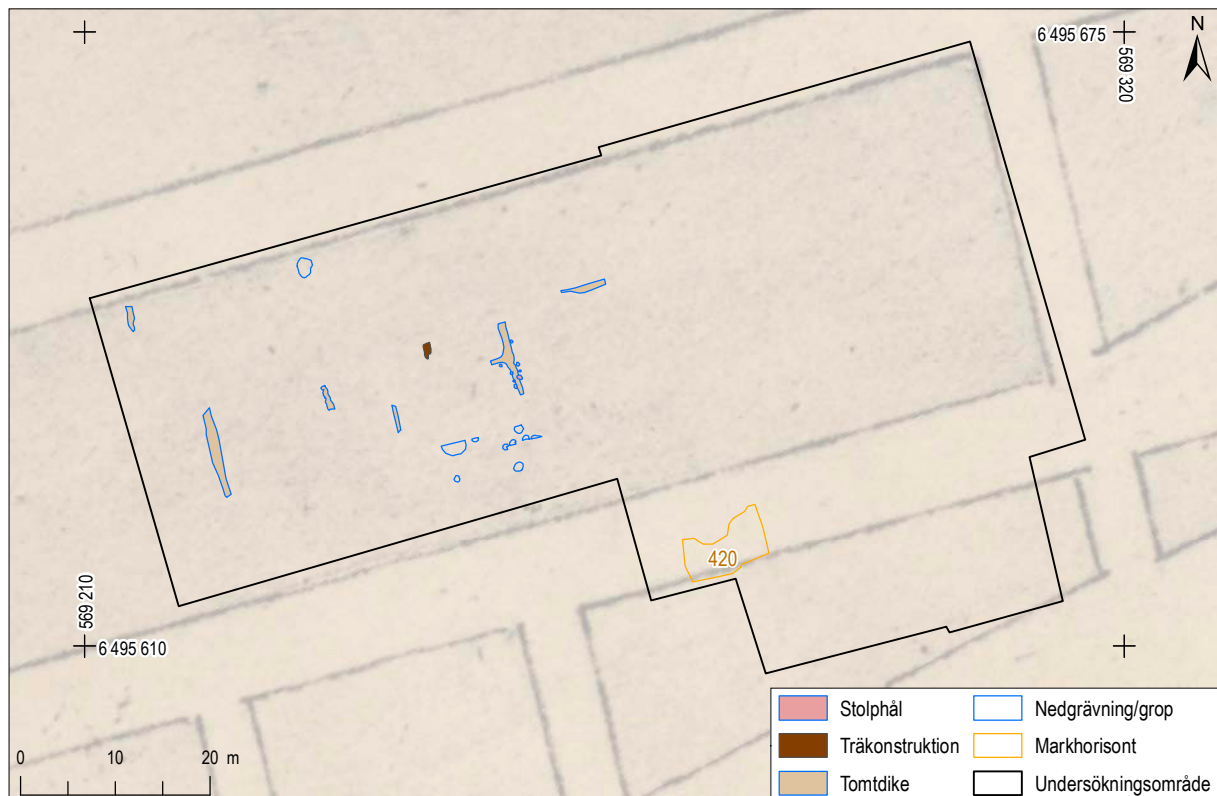 N
6 495 675
569 320
420
569 210
6 495 610
0 10 20 m
Stolphål
Träkonstruktion
Tomtdike
Nedgrävning/grop
Markhorisont
Undersökningsområde